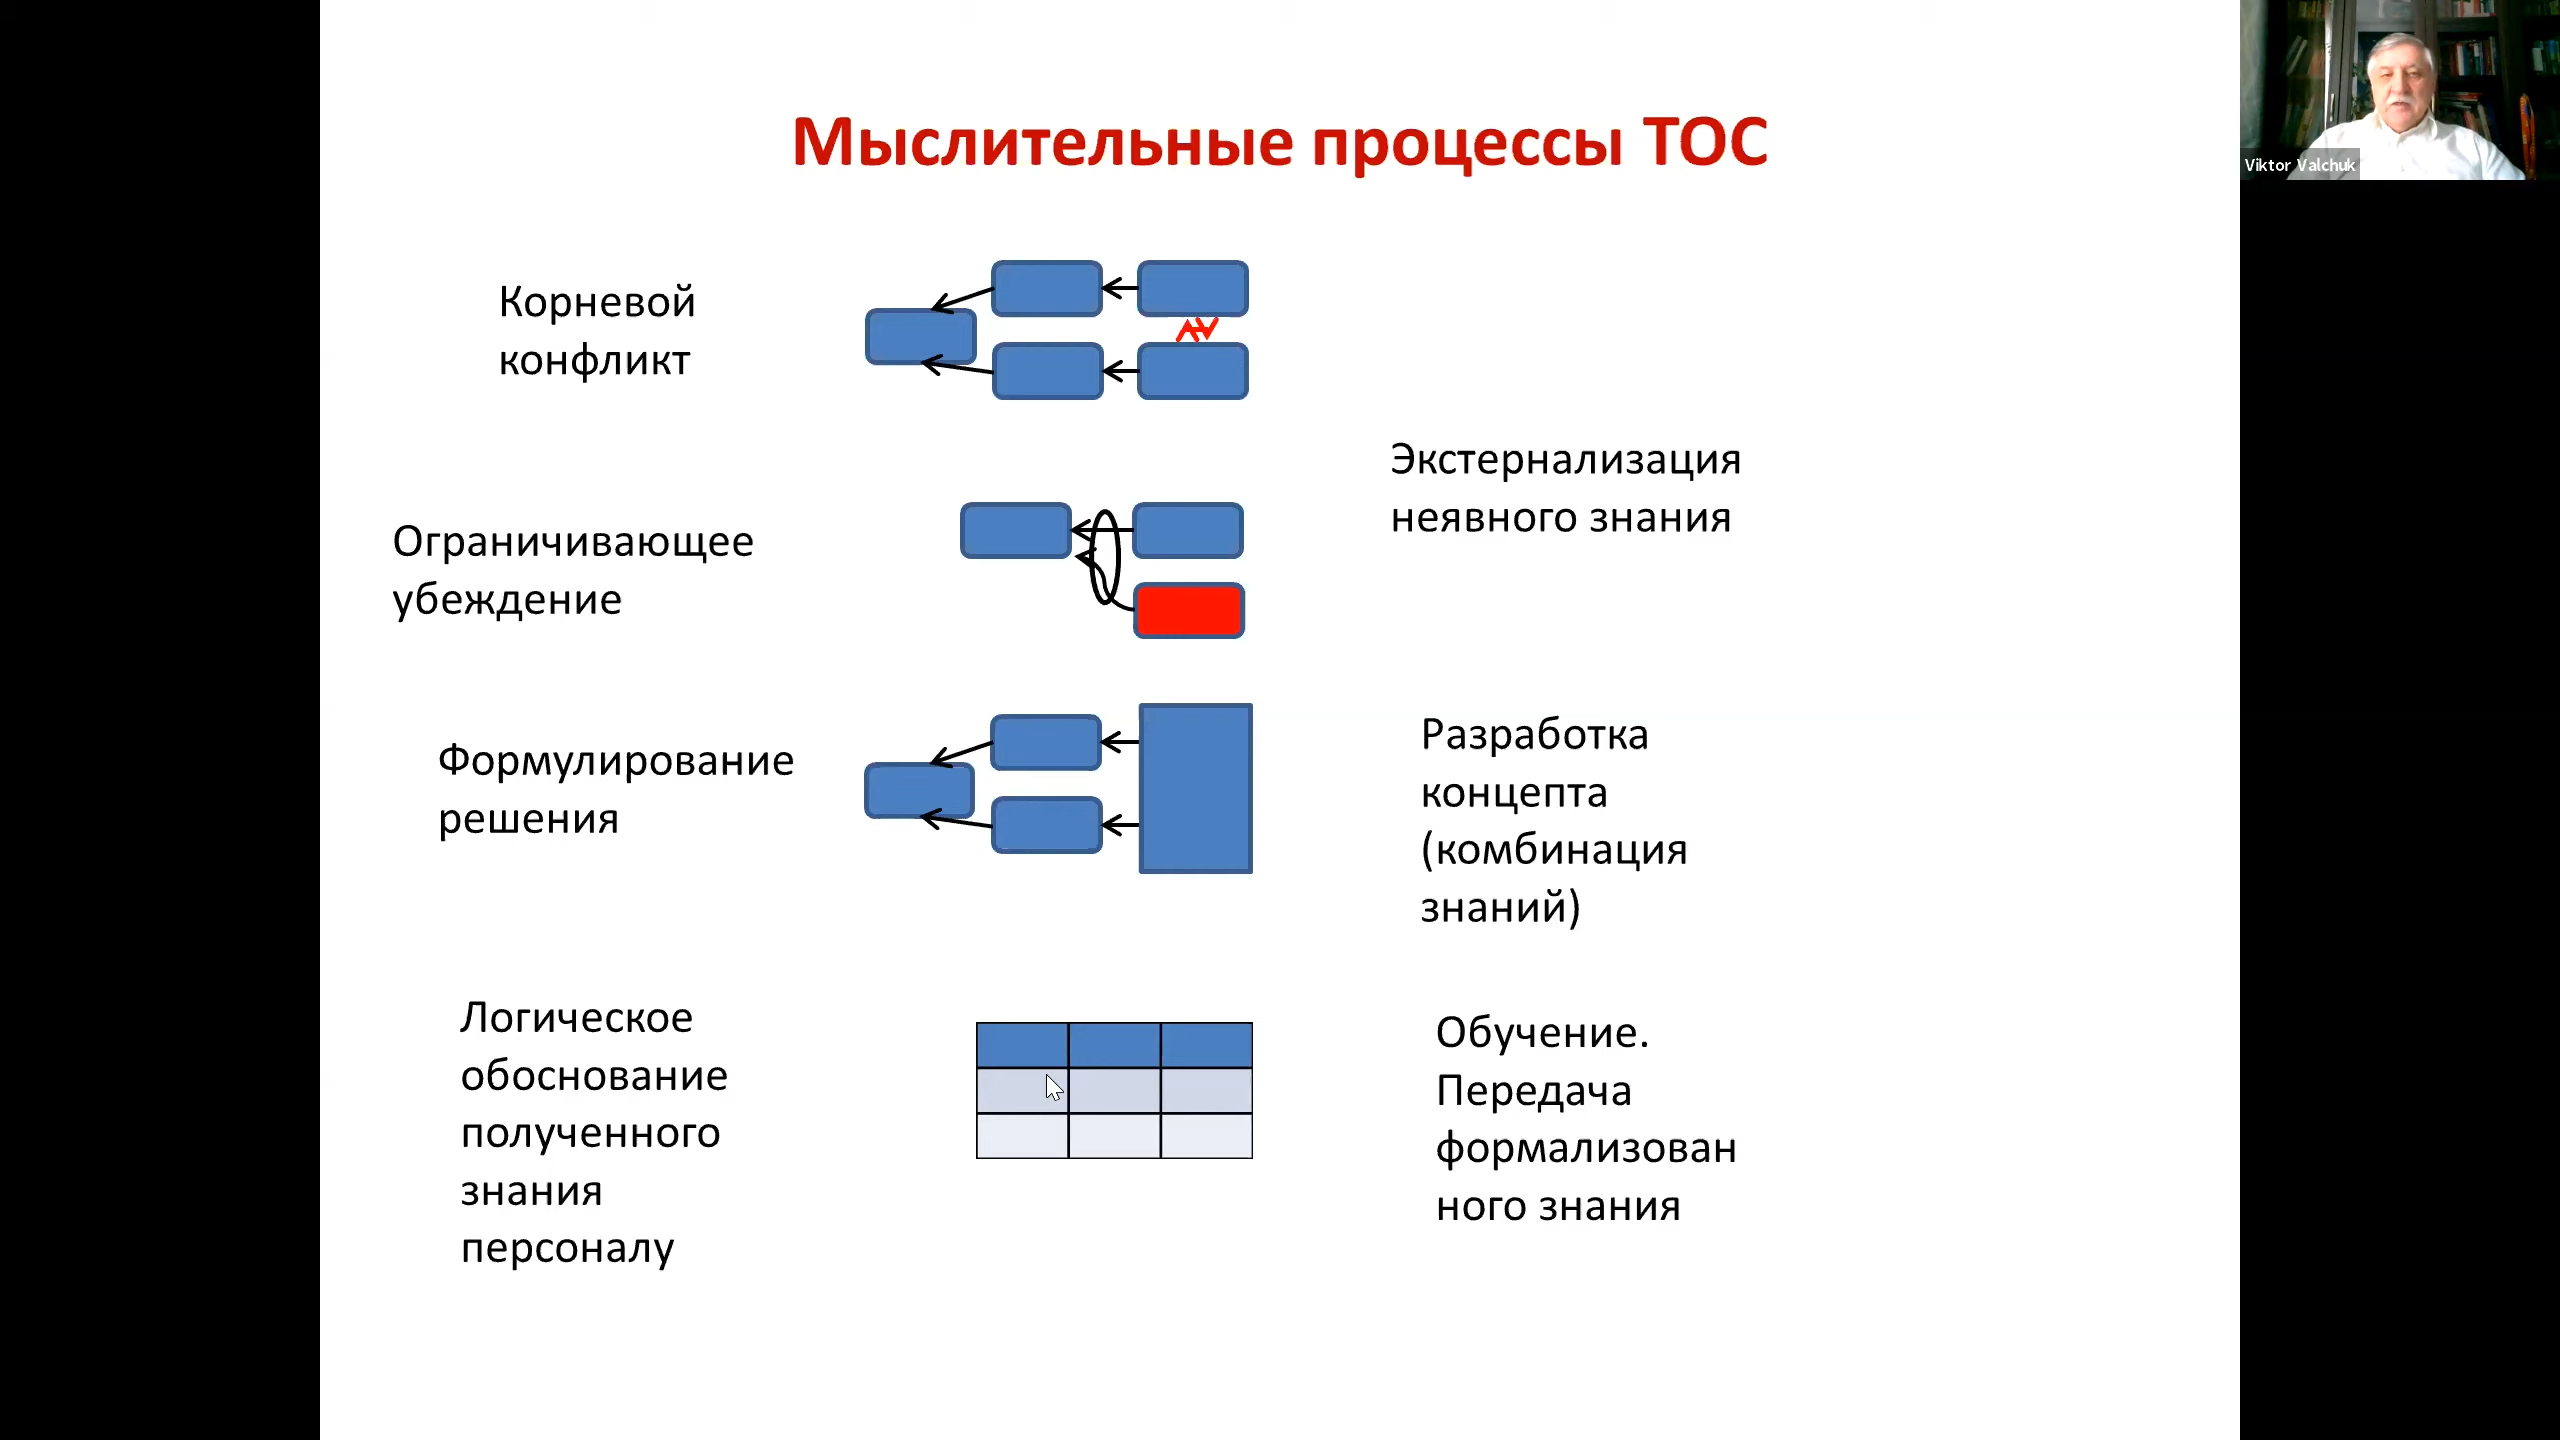 Мыслительные процессы ТОС
Viktor Valchuk
Корневой
конфликт
Экстернализация
неявного знания
Ограничивающее
убеждение
Формулирование
решения
Разработка
концепта
(комбинация
знаний)
Логическое
обоснование
полученного
знания
персоналу
Обучение.
Передача
формализован
ного знания